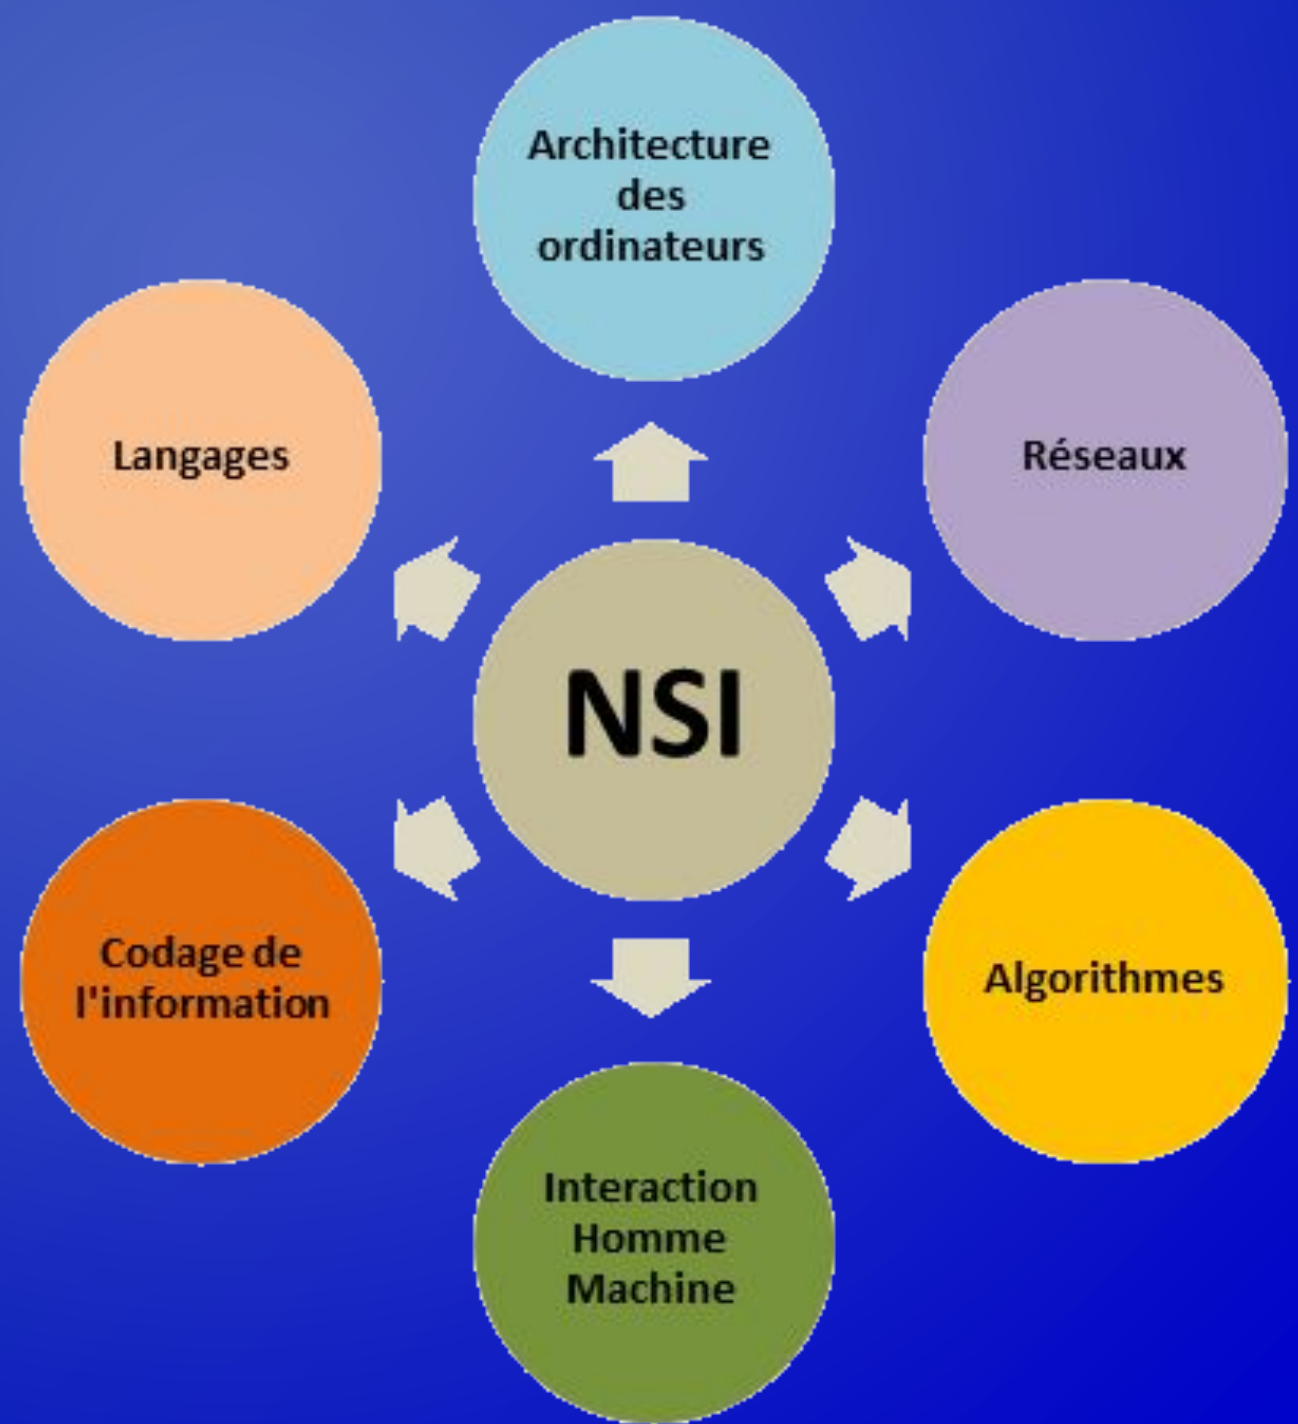 Architecture
des
ordinateurs
Langages
Réseaux
NSI
Codage de
l'information
Algorithmes
Interaction
Homme
Machine